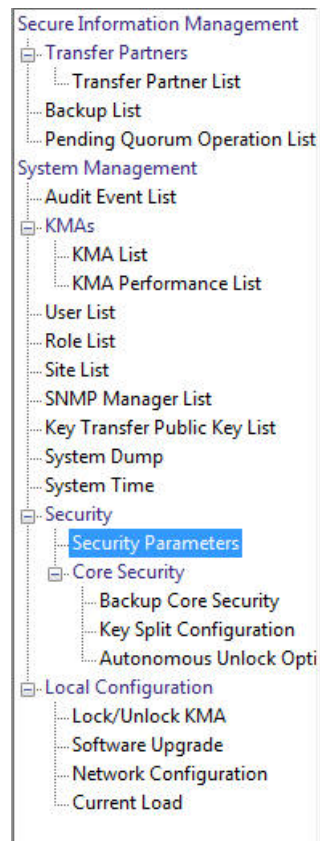 Secure Information Management
Transfer Partners
Transfer Partner List
Backup List
Pending Quorum Operation List
System Management
Audit Event List
KMAs
KMA List
KMA Performance List
User List
Role List
Site List
SNMP Manager List
Key Transfer Public Key List
System Dump
System Time
Security
Security Parameters
Core Security
Backup Core Security
Key Split Configuration
Autonomous Unlock Opti
Local Configuration
Lock/Unlock KMA
Software Upgrade
Network Configuration
Current Load